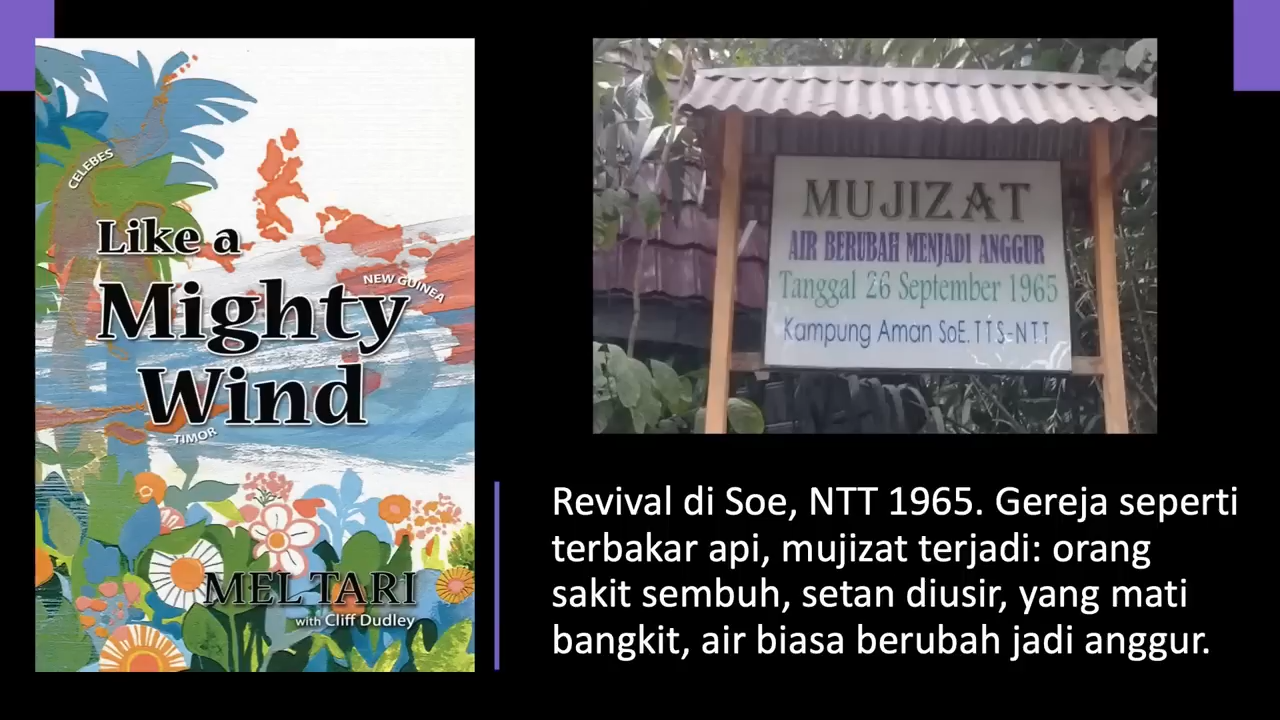 CELEBES
Like a
Mighty
NEW GUINEA
Wind
TIMOR
MEL TARI
with Cliff Dudley
MUJIZAT
AIR BERUBAH MENJADI ANGGUR
Tanggal 26 September 1965
Kampung Aman SoE.TTS-NTT
Revival di Soe, NTT 1965. Gereja seperti
terbakar api, mujizat terjadi: orang
sakit sembuh, setan diusir, yang mati
bangkit, air biasa berubah jadi anggur.